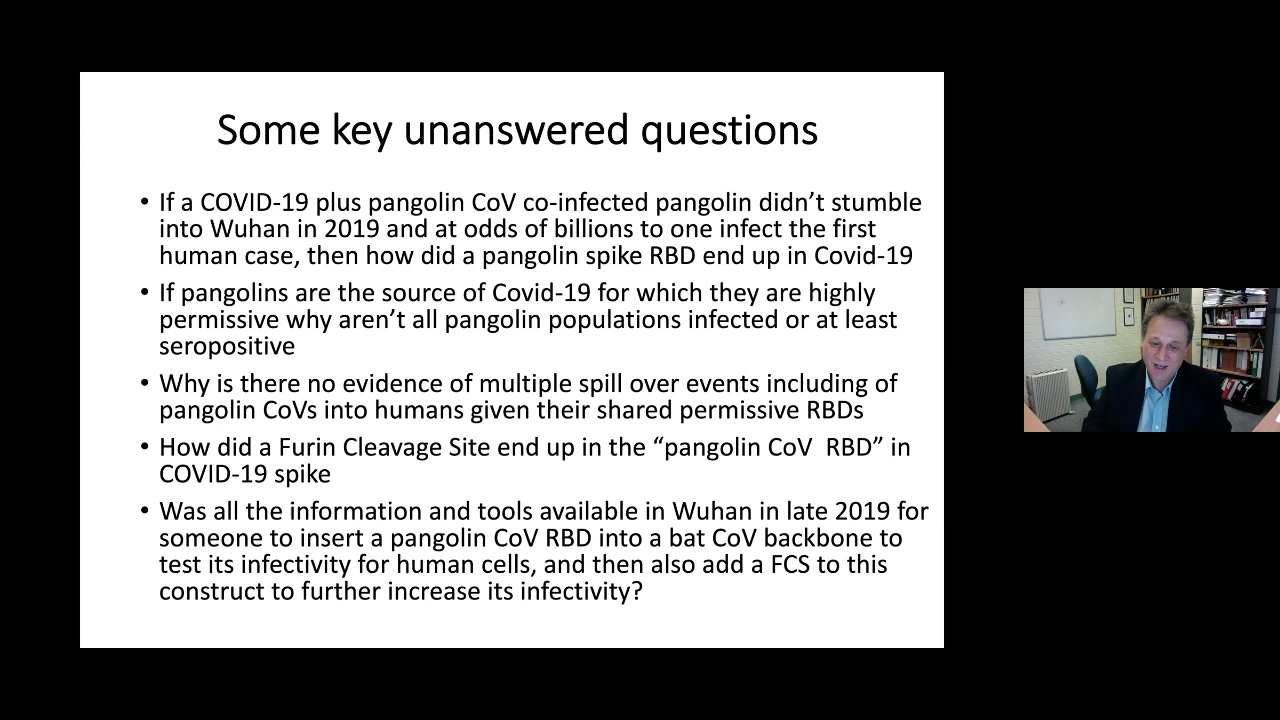 Some key unanswered questions
• If a COVID-19 plus pangolin CoV co-infected pangolin didn’t stumble
into Wuhan in 2019 and at odds of billions to one infect the first
human case, then how did a pangolin spike RBD end up in Covid-19
• If pangolins are the source of Covid-19 for which they are highly
permissive why aren’t all pangolin populations infected or at least
seropositive
• Why is there no evidence of multiple spill over events including of
pangolin CoVs into humans given their shared permissive RBDs
• How did a Furin Cleavage Site end up in the “pangolin CoV  RBD” in
COVID-19 spike
• Was all the information and tools available in Wuhan in late 2019 for
someone to insert a pangolin CoV RBD into a bat CoV backbone to
test its infectivity for human cells, and then also add a FCS to this
construct to further increase its infectivity?